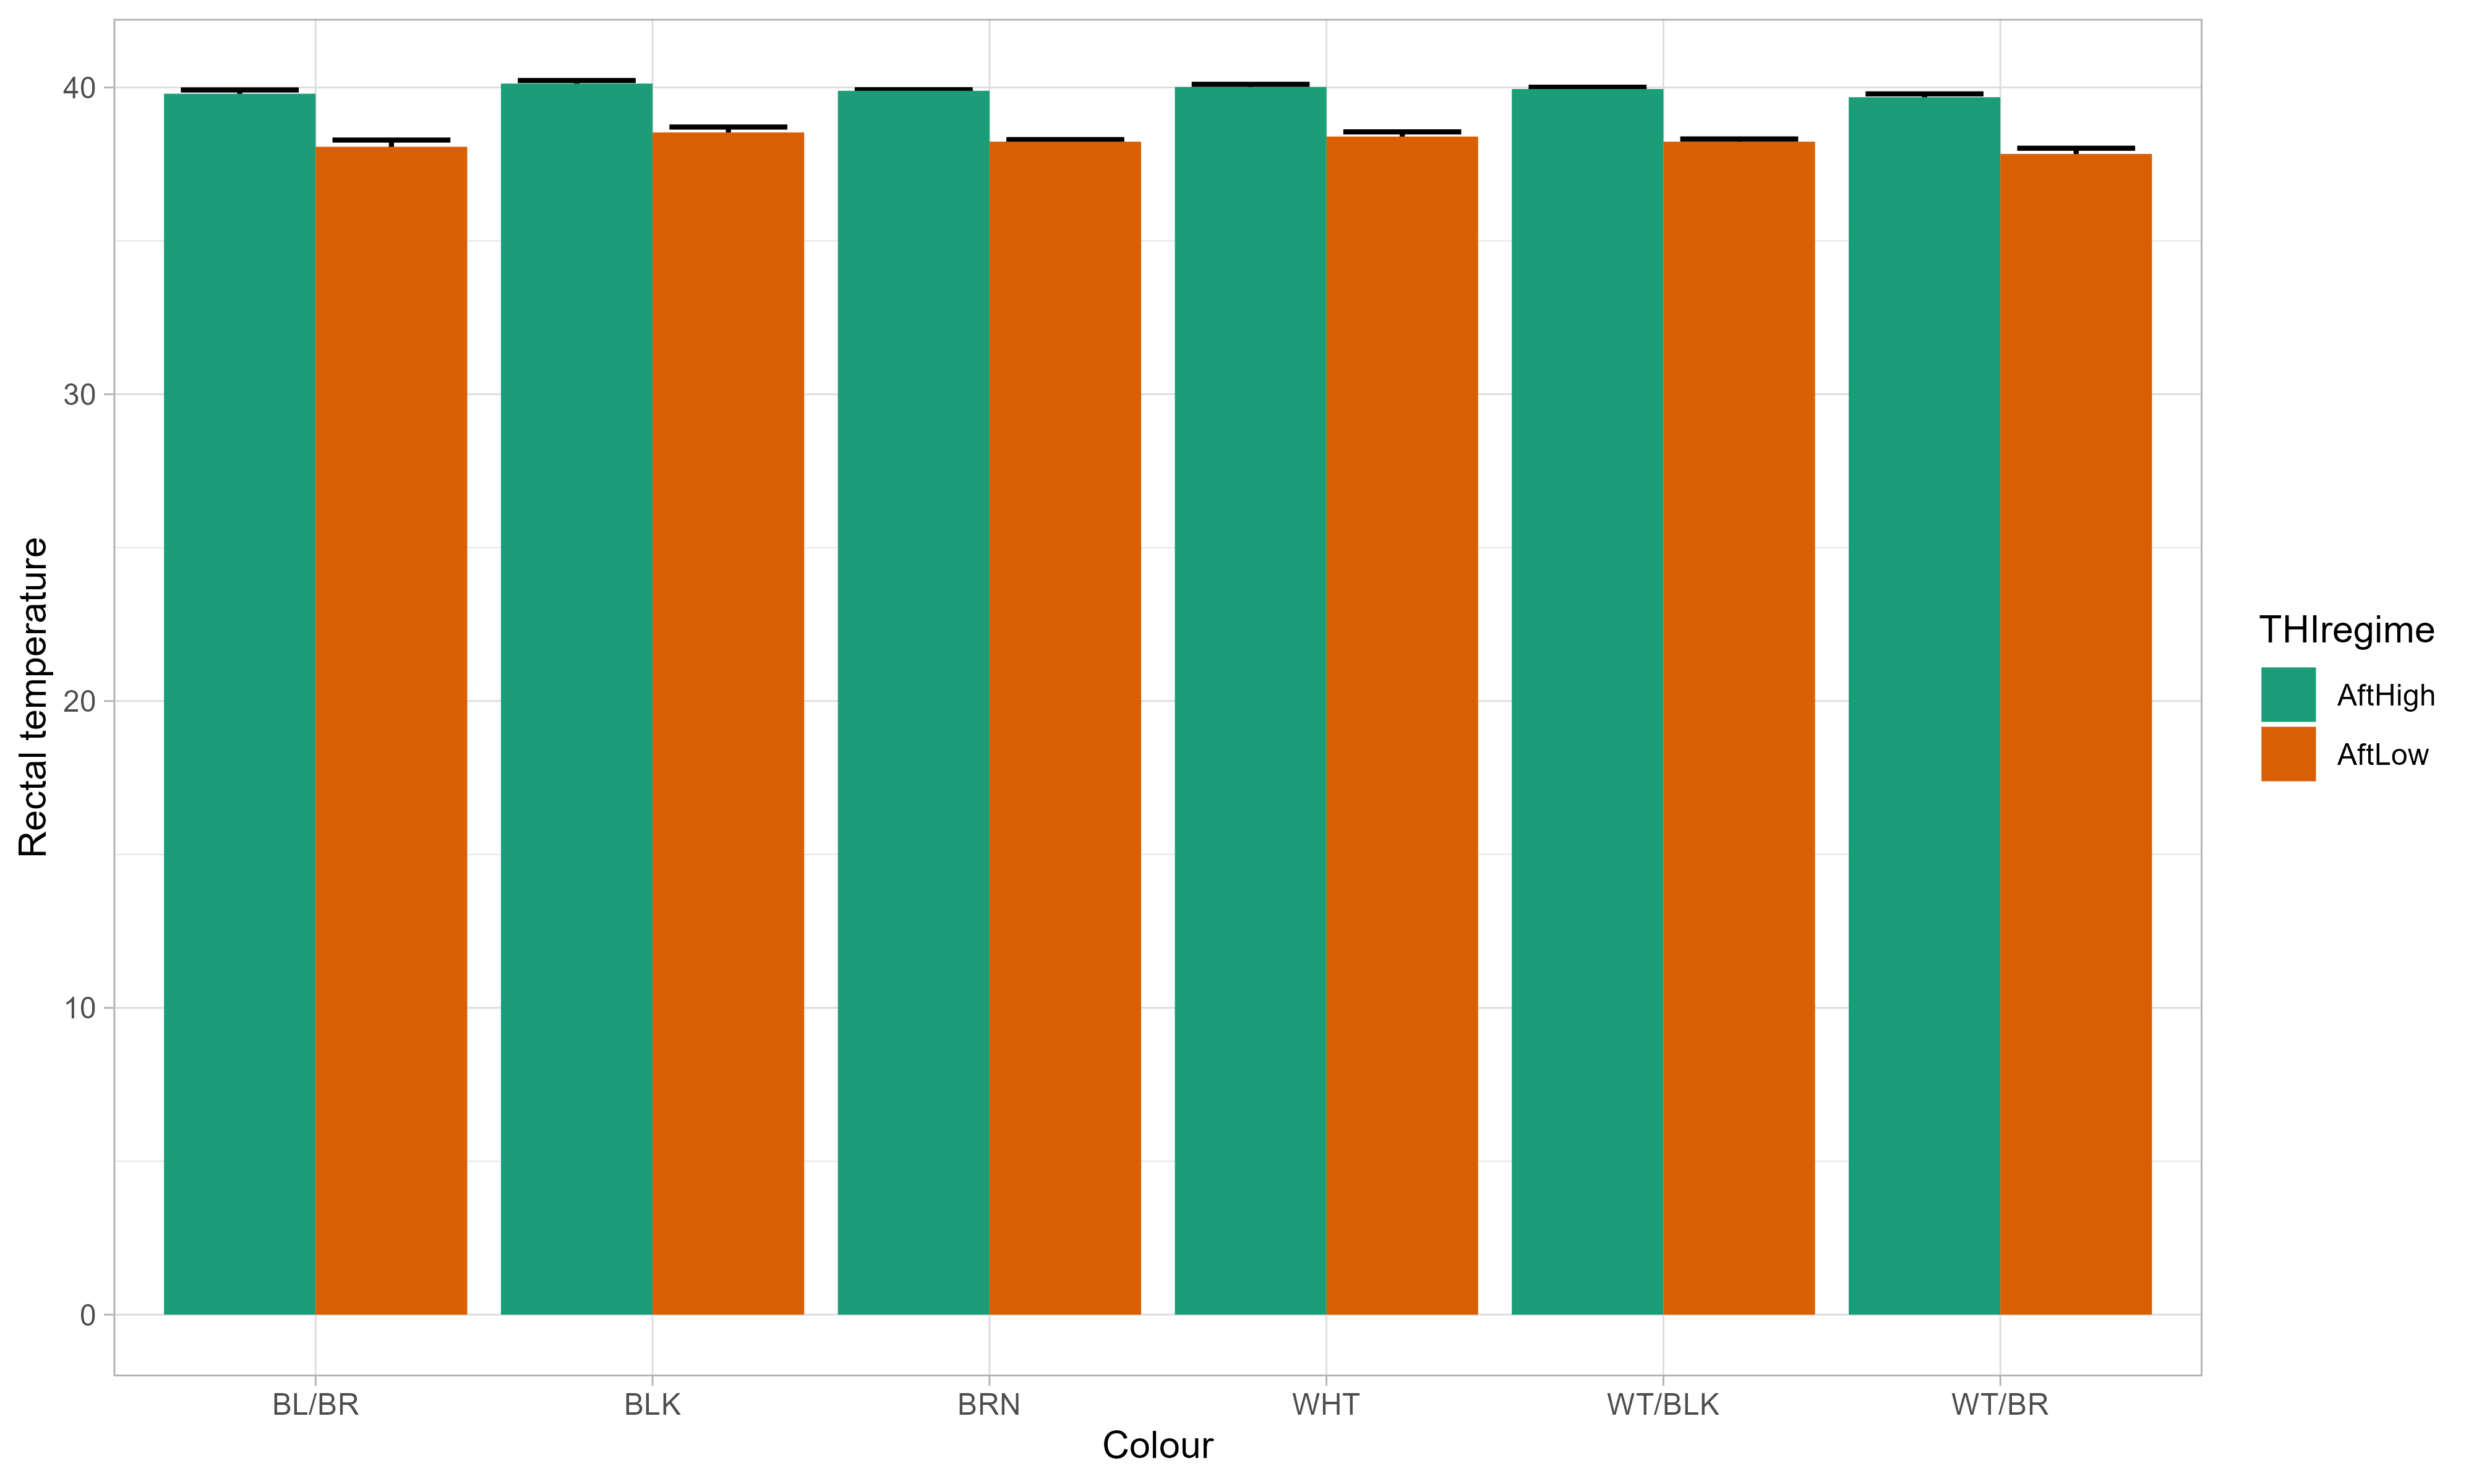 Rectal temperature
40
30
20
10
0
BL/BR
BLK
BRN
WHT
WT/BLK
WT/BR
Colour
THIregime
AftHigh
AftLow